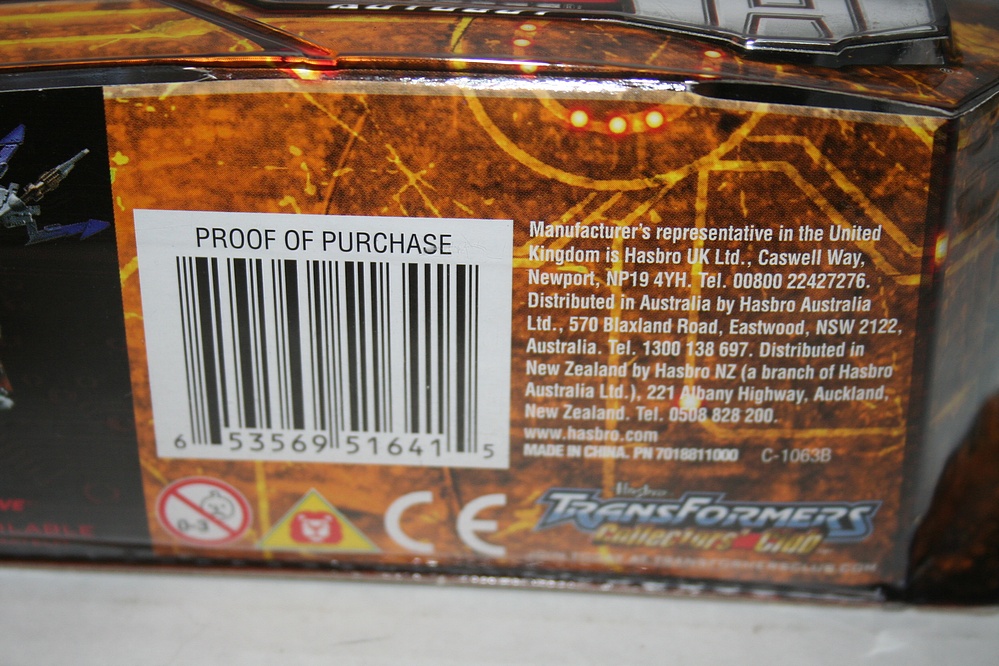 PROOF OF PURCHASE
6 53569 51641 5
Manufacturer's representative in the United
Kingdom is Hasbro UK Ltd., Caswell Way,
Newport, NP19 4YH. Tel. 00800 22427276.
Distributed in Australia by Hasbro Australia
Ltd., 570 Blaxland Road, Eastwood, NSW 2122,
Australia. Tel. 1300 138 697. Distributed in
New Zealand by Hasbro NZ (a branch of Hasbro
Australia Ltd.), 221 Albany Highway, Auckland,
New Zealand. Tel. 0508 828 200.
www.hasbro.com
MADE IN CHINA. PN 7018811000 C-1063B
0-3
CE
Hasbro
TRANSFORMERS
Collectors Club